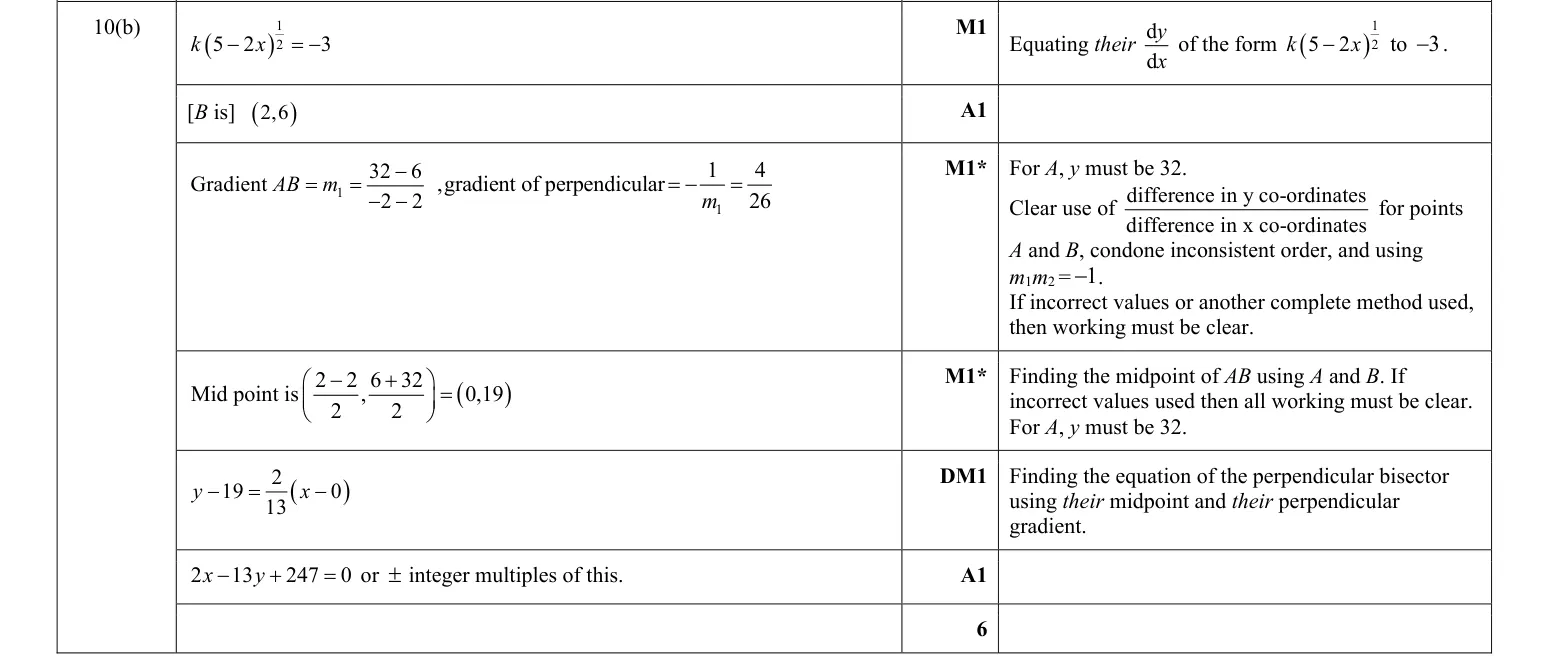 10(b)
k(5 − 2x)^{1/2} = −3
M1
Equating their dy/dx of the form k(5 − 2x)^{1/2} to −3.
[B is] (2,6)
A1
Gradient AB = m₁ = (32 − 6)/(−2 − 2) ,gradient of perpendicular = −1/m₁ = 4/26
M1*
For A, y must be 32.
Clear use of difference in y co-ordinates/difference in x co-ordinates for points
A and B, condone inconsistent order, and using
m₁m₂ = −1.
If incorrect values or another complete method used,
then working must be clear.
Mid point is ((2 − 2)/2, (6 + 32)/2) = (0,19)
M1*
Finding the midpoint of AB using A and B. If
incorrect values used then all working must be clear.
For A, y must be 32.
y − 19 = 2/13(x − 0)
DM1
Finding the equation of the perpendicular bisector
using their midpoint and their perpendicular
gradient.
2x − 13y + 247 = 0 or ± integer multiples of this.
A1
6